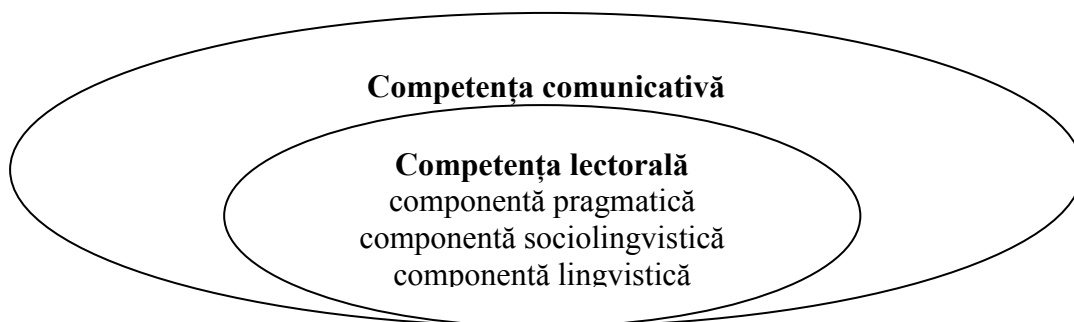 Competența comunicativă
Competența lectorală
componentă pragmatică
componentă sociolingvistică
componentă lingvistică